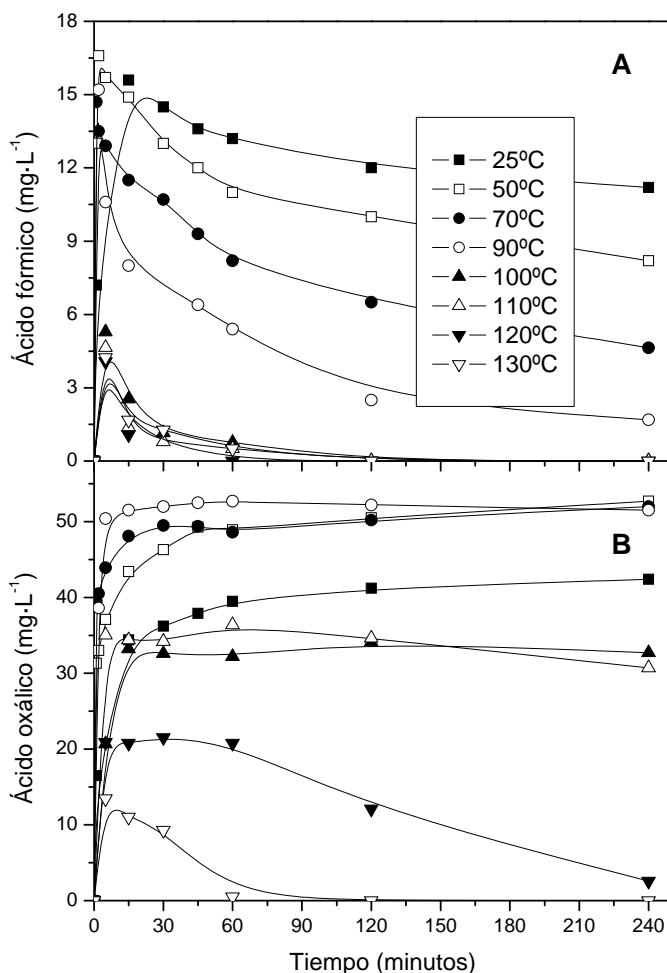 18
15
12
9
6
3
0
Ácido fórmico (mg·L-1)
A
25ºC
50ºC
70ºC
90ºC
100ºC
110ºC
120ºC
130ºC
50
40
30
20
10
0
Ácido oxálico (mg·L-1)
B
0 30 60 90 120 150 180 210 240
Tiempo (minutos)